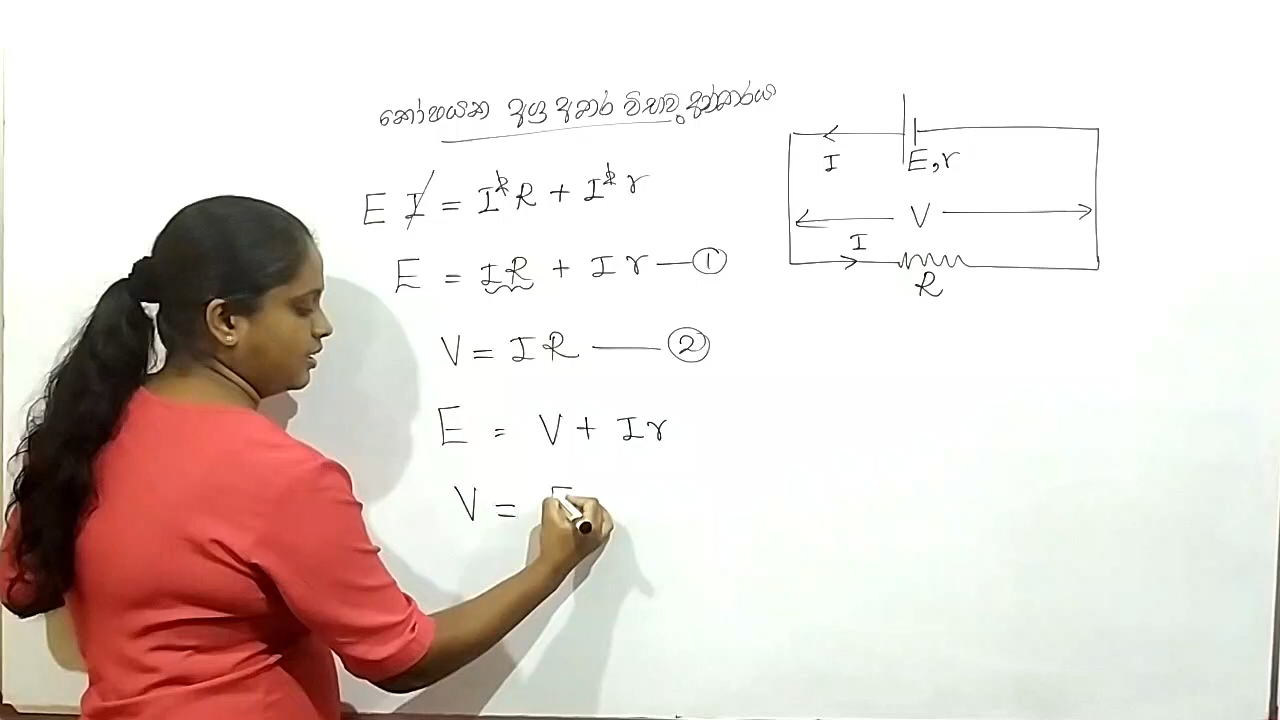 කෝෂයක අග්‍ර අතර විභව අන්තරය
E I = I²R + I²r
E = IR + Ir — ①
V = IR — ②
E = V + Ir
V = E
I
E, r
V
I
R